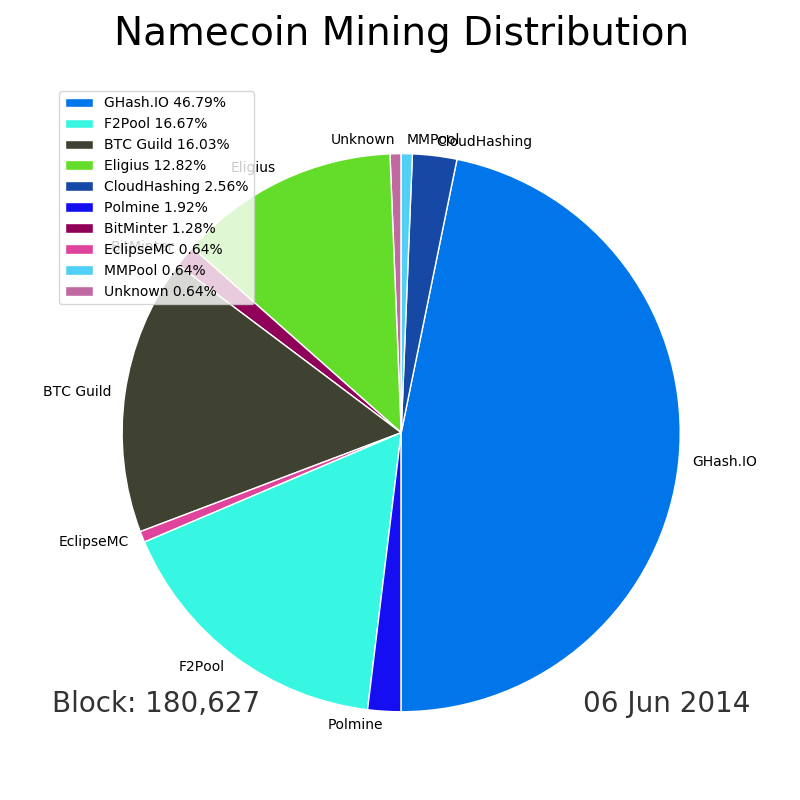 Namecoin Mining Distribution
GHash.IO 46.79%
F2Pool 16.67%
BTC Guild 16.03%
Eligius 12.82%
CloudHashing 2.56%
Polmine 1.92%
BitMinter 1.28%
EclipseMC 0.64%
MMPool 0.64%
Unknown 0.64%
Unknown
MMPool
CloudHashing
Eligius
BitMinter
BTC Guild
GHash.IO
EclipseMC
F2Pool
Polmine
Block: 180,627
06 Jun 2014